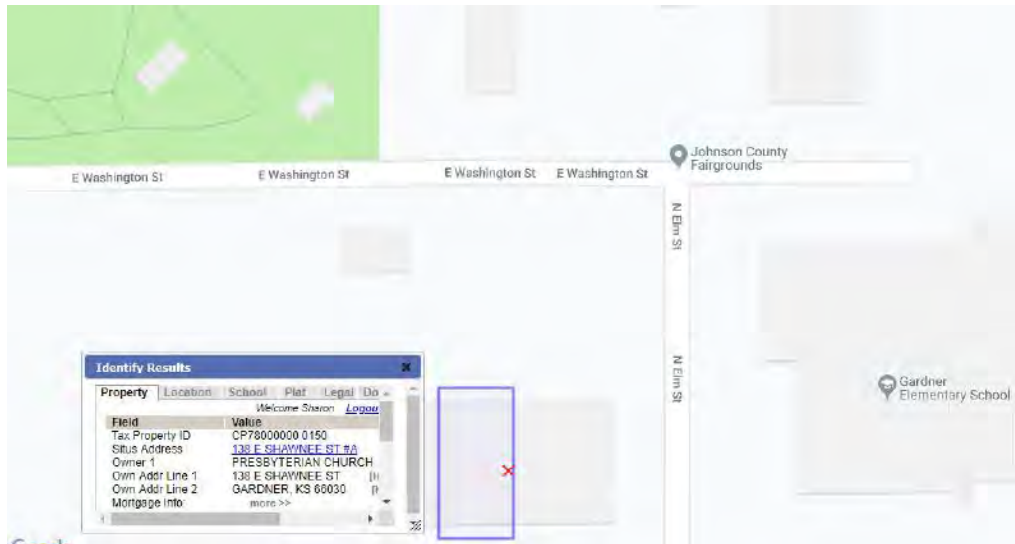 Johnson County
Fairgrounds
E Washington St
E Washington St
E Washington St
E Washington St
N Elm St
N Elm St
Gardner
Elementary School
Identify Results
Property Location School Plat Legal Do
Welcome Sharon Logou
Field Value
Tax Property ID CP78000000 0150
Situs Address 138 E SHAWNEE ST #A
Owner 1 PRESBYTERIAN CHURCH
Own Addr Line 1 138 E SHAWNEE ST
Own Addr Line 2 GARDNER, KS 66030
Mortgage Info: more >>